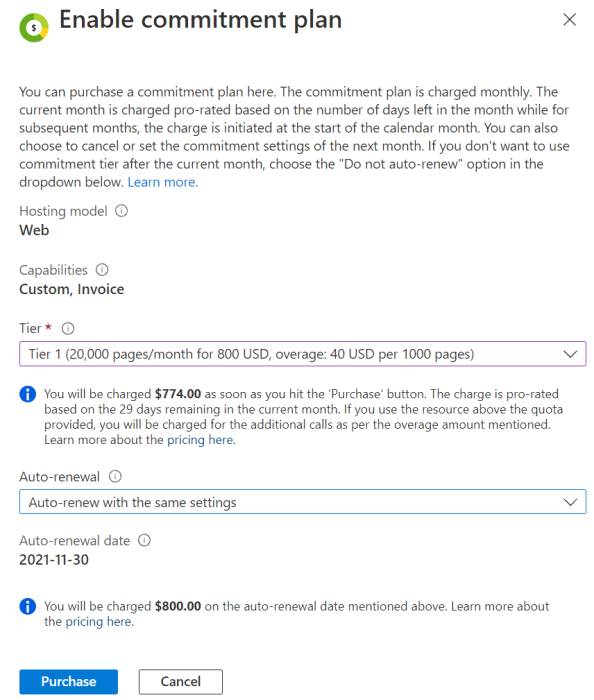 $
Enable commitment plan
You can purchase a commitment plan here. The commitment plan is charged monthly. The
current month is charged pro-rated based on the number of days left in the month while for
subsequent months, the charge is initiated at the start of the calendar month. You can also
choose to cancel or set the commitment settings of the next month. If you don't want to use
commitment tier after the current month, choose the "Do not auto-renew" option in the
dropdown below. Learn more.
Hosting model
Web
Capabilities
Custom, Invoice
Tier *
Tier 1 (20,000 pages/month for 800 USD, overage: 40 USD per 1000 pages)
You will be charged $774.00 as soon as you hit the 'Purchase' button. The charge is pro-rated
based on the 29 days remaining in the current month. If you use the resource above the quota
provided, you will be charged for the additional calls as per the overage amount mentioned.
Learn more about the pricing here.
Auto-renewal
Auto-renew with the same settings
Auto-renewal date
2021-11-30
You will be charged $800.00 on the auto-renewal date mentioned above. Learn more about
the pricing here.
Purchase
Cancel